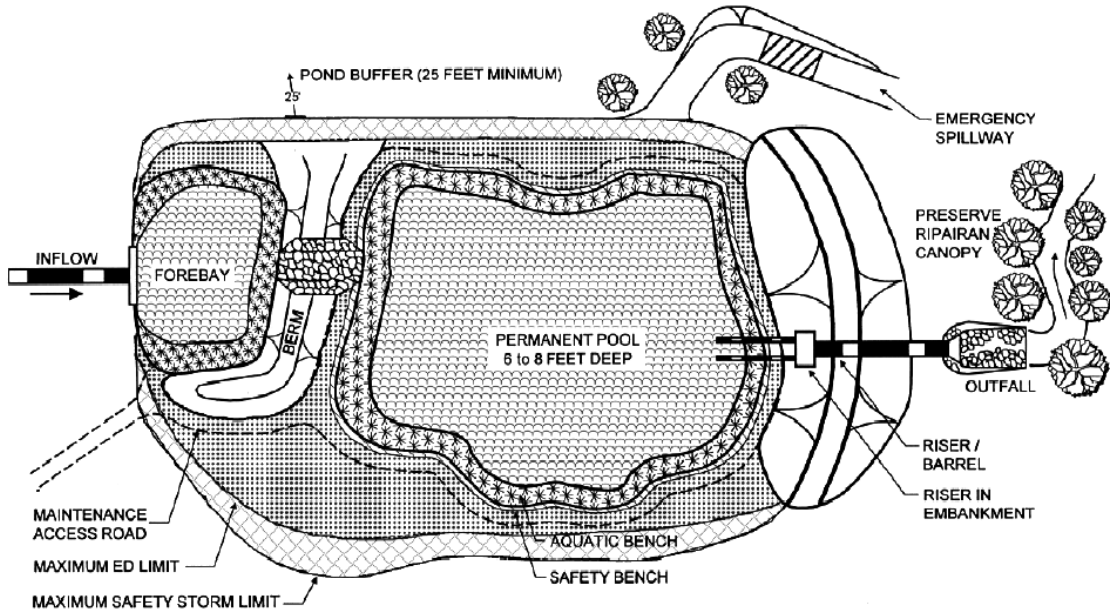 POND BUFFER (25 FEET MINIMUM)
25'
EMERGENCY
SPILLWAY
PRESERVE
RIPAIRAN
CANOPY
INFLOW
FOREBAY
BERM
PERMANENT POOL
6 to 8 FEET DEEP
OUTFALL
RISER /
BARREL
RISER IN
EMBANKMENT
MAINTENANCE
ACCESS ROAD
AQUATIC BENCH
MAXIMUM ED LIMIT
SAFETY BENCH
MAXIMUM SAFETY STORM LIMIT